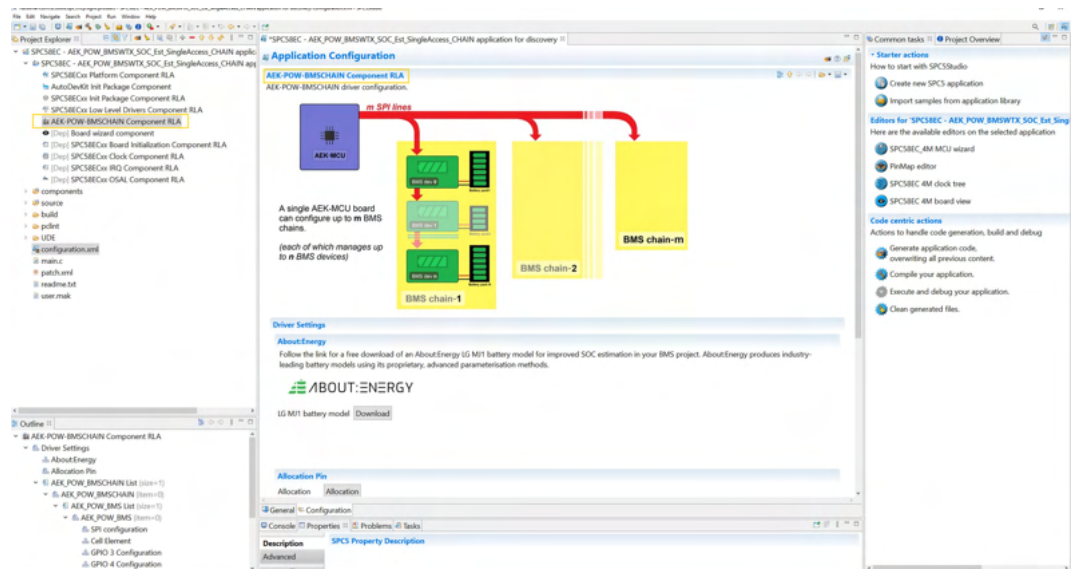 File Edit Navigate Search Project Run Window Help
Project Explorer
SPC58EC - AEK_POW_BMSWTX_SOC_Est_SingleAccess_CHAIN applic
SPC58EC - AEK_POW_BMSWTX_SOC_Est_SingleAccess_CHAIN ap
SPC58ECxx Platform Component RLA
AutoDevKit Init Package Component
SPC58ECxx Init Package Component RLA
SPC58ECxx Low Level Drivers Component RLA
AEK-POW-BMSCHAIN Component RLA
[Dep] Board wizard component
[Dep] SPC58ECxx Board Initialization Component RLA
[Dep] SPC58ECxx Clock Component RLA
[Dep] SPC58ECxx IRQ Component RLA
[Dep] SPC58ECxx OSAL Component RLA
components
source
build
pclint
UDE
configuration.xml
main.c
patch.xml
readme.txt
user.mak
Outline
AEK-POW-BMSCHAIN Component RLA
Driver Settings
About:Energy
Allocation Pin
AEK_POW_BMSCHAIN List (size=1)
AEK_POW_BMSCHAIN (item=0)
AEK_POW_BMS List (size=1)
AEK_POW_BMS (item=0)
SPI configuration
Cell Element
GPIO 3 Configuration
GPIO 4 Configuration
*SPC58EC - AEK_POW_BMSWTX_SOC_Est_SingleAccess_CHAIN application for discovery
Application Configuration
AEK-POW-BMSCHAIN Component RLA
AEK-POW-BMSCHAIN driver configuration.
m SPI lines
AEK-MCU
A single AEK-MCU board
can configure up to m BMS
chains.
(each of which manages up
to n BMS devices)
BMS chain-1
BMS chain-2
BMS chain-m
Driver Settings
About:Energy
Follow the link for a free download of an About:Energy LG MJ1 battery model for improved SOC estimation in your BMS project. About:Energy produces industry-
leading battery models using its proprietary, advanced parameterisation methods.
ABOUT:ENERGY
LG MJ1 battery model Download
Allocation Pin
Allocation Allocation
General Configuration
Console Properties Problems Tasks
Description SPC5 Property Description
Advanced
Common tasks Project Overview
Starter actions
How to start with SPC5Studio
Create new SPC5 application
Import samples from application library
Editors for 'SPC58EC - AEK_POW_BMSWTX_SOC_Est_Sing
Here are the available editors on the selected application
SPC58EC_4M MCU wizard
PinMap editor
SPC58EC 4M clock tree
SPC58EC 4M board view
Code centric actions
Actions to handle code generation, build and debug
Generate application code,
overwriting all previous content.
Compile your application.
Execute and debug your application.
Clean generated files.